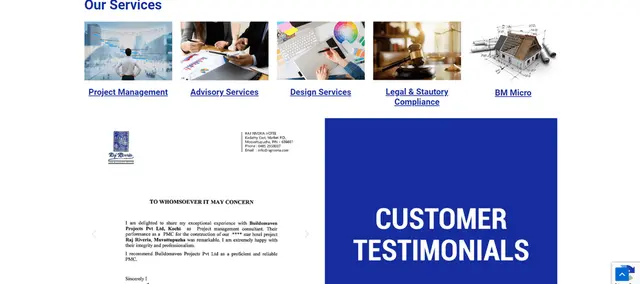 Our Services
Project Management
Advisory Services
Design Services
Legal & Stautory
Compliance
BM Micro
TO WHOMSOEVER IT MAY CONCERN
I am delighted to share my exceptional experience with Buildomaven
Projects Pvt Ltd, Kochi as Project management consultant. Their
performance as a PMC for the construction of our **** our hotel project
Raj Riveria, Muvattupuzha was remarkable. I am extremely happy with
their integrity and professionalism.
I recommend Buildomaven Projects Pvt Ltd as a proficient and reliable
PMC.
Sincerely
CUSTOMER
TESTIMONIALS